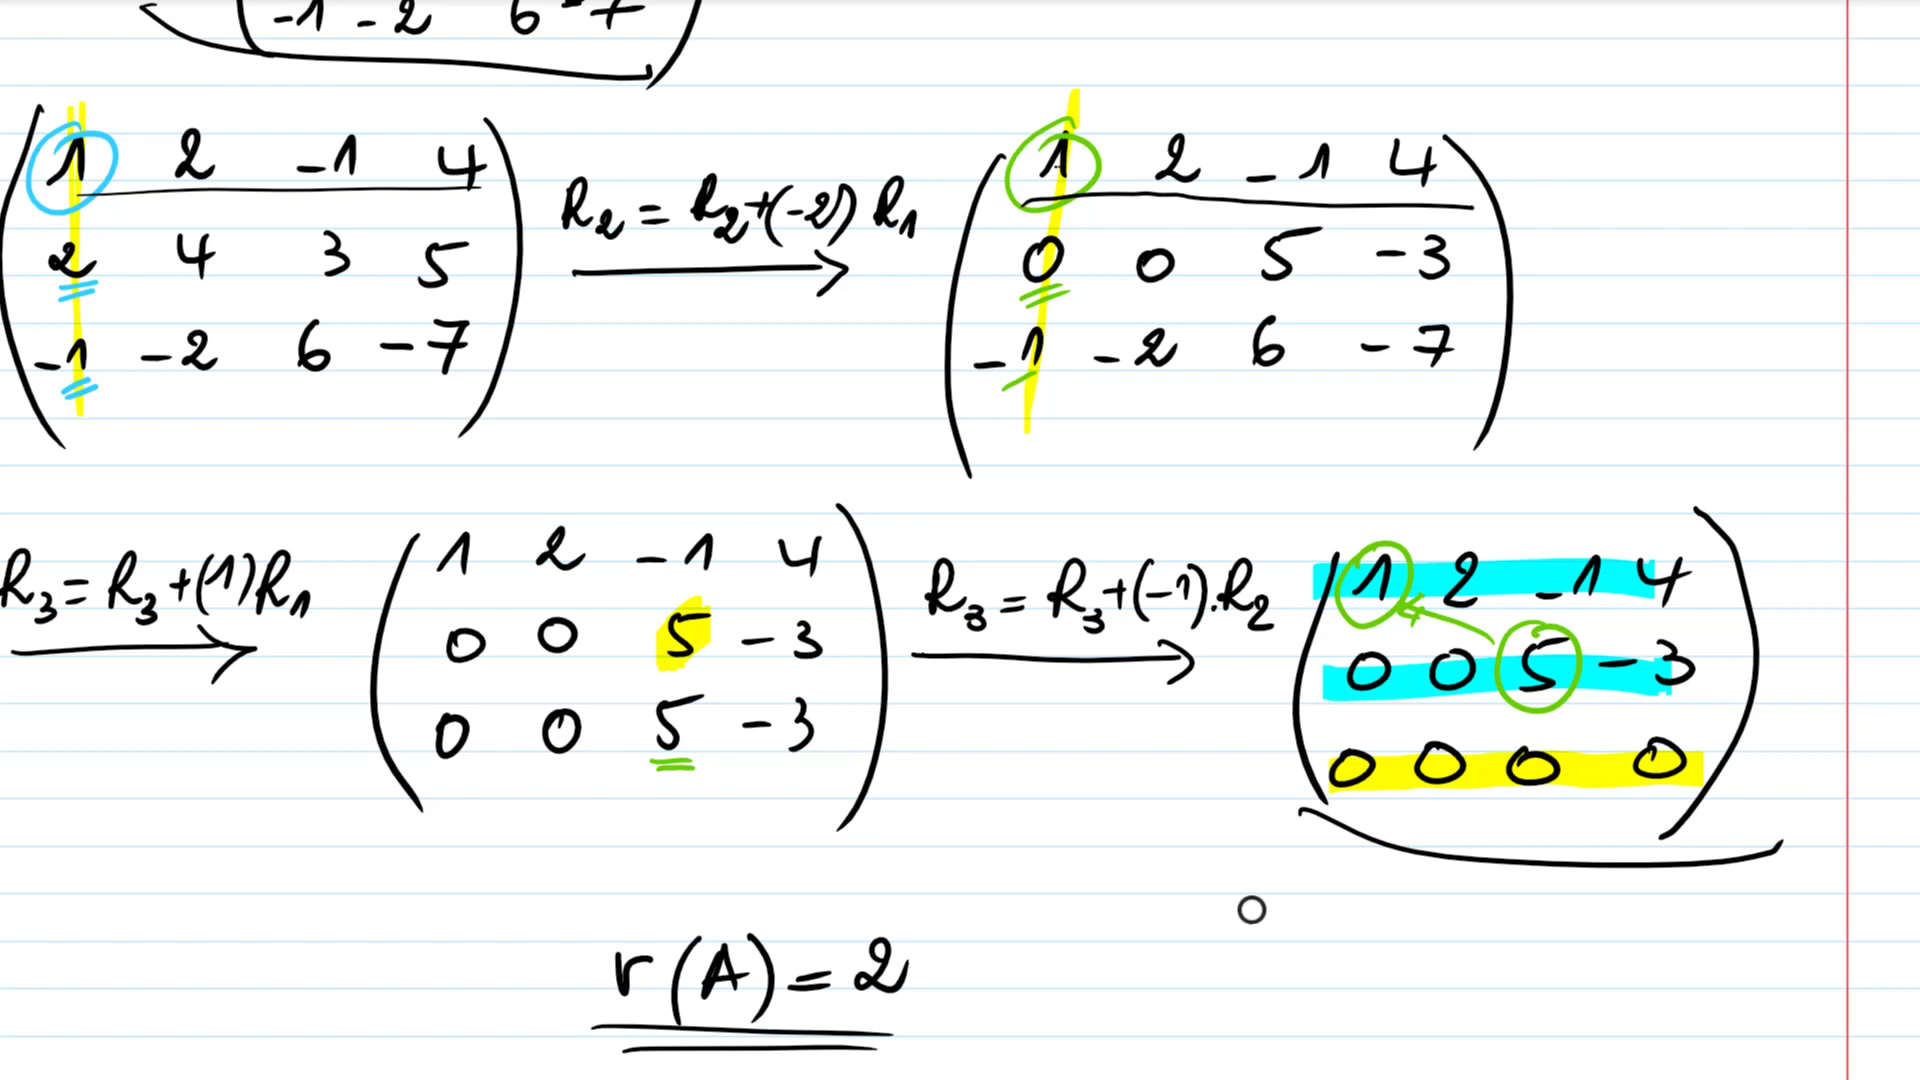 -1 -2 6 -7
1 2 -1 4
2 4 3 5
-1 -2 6 -7
R2 = R2+(-2) R1
1 2 -1 4
0 0 5 -3
-1 -2 6 -7
R3 = R3+(1)R1
1 2 -1 4
0 0 5 -3
0 0 5 -3
R3 = R3+(-1).R2
1 2 -1 4
0 0 5 -3
0 0 0 0
r(A) = 2